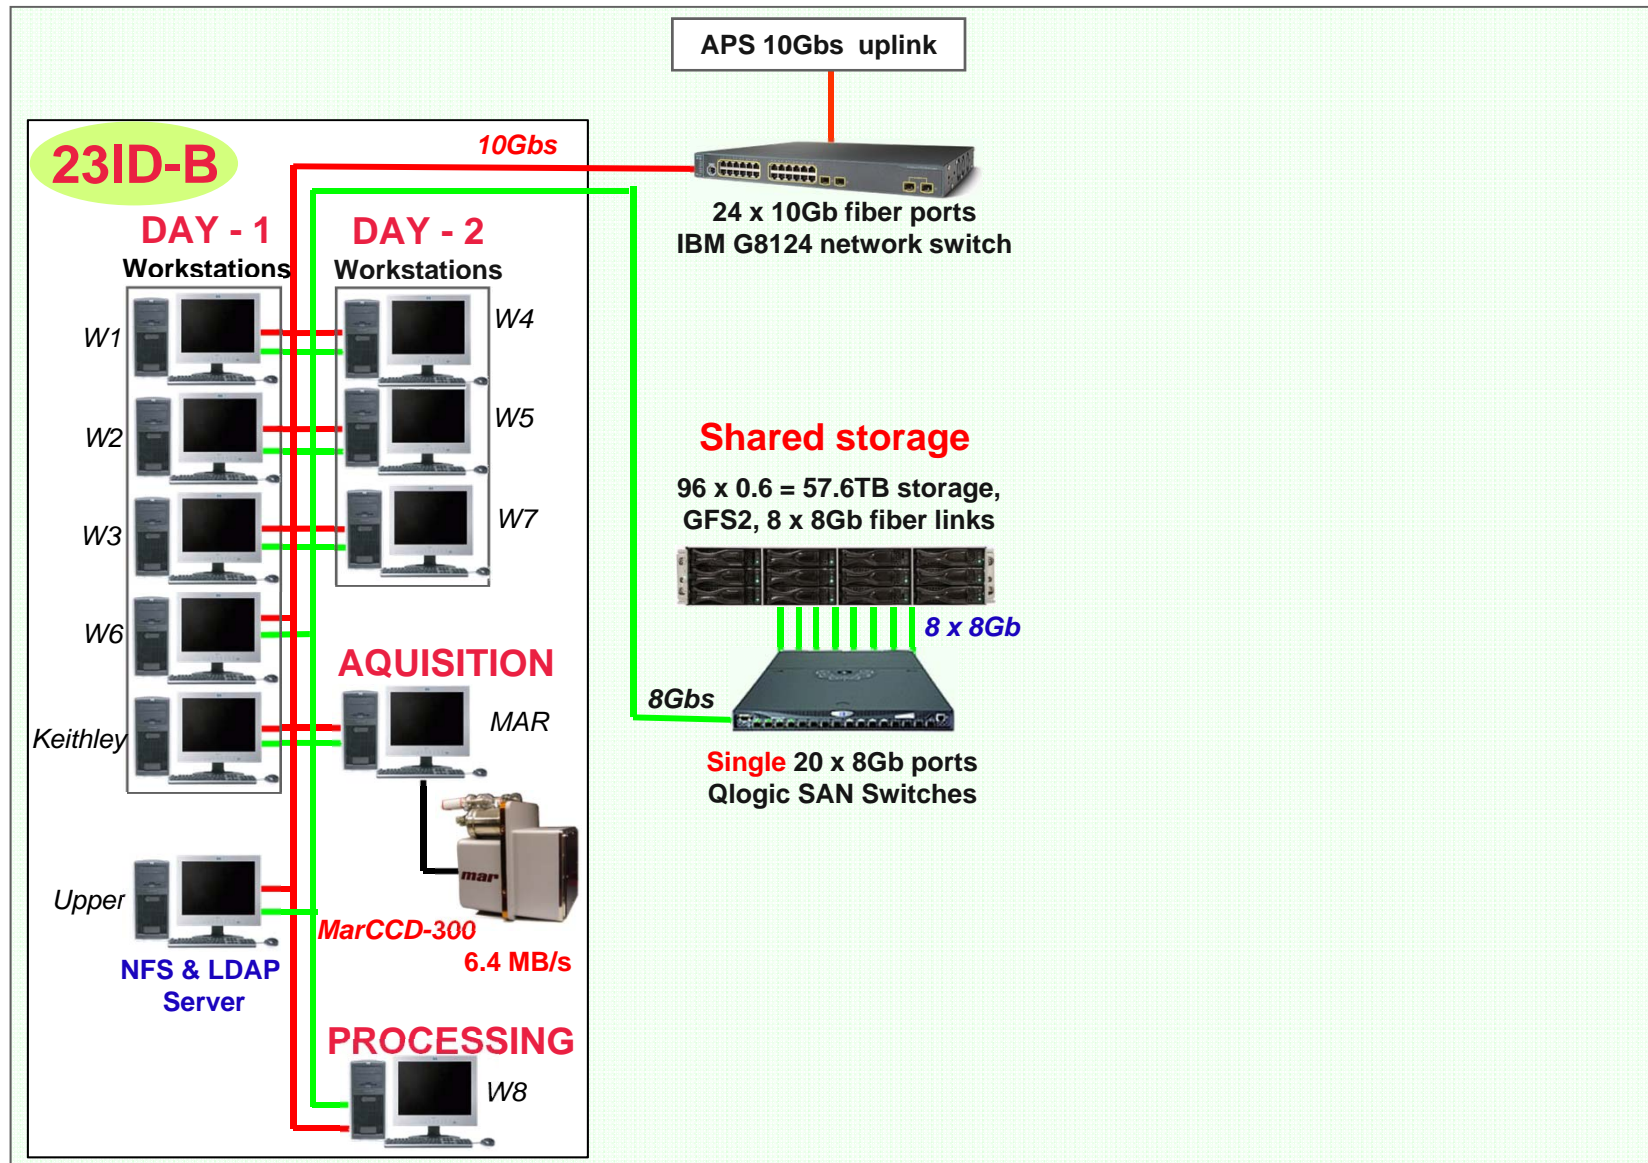 APS 10Gbs uplink
23ID-B
10Gbs
24 x 10Gb fiber ports
IBM G8124 network switch
DAY - 1
Workstations
DAY - 2
Workstations
W1
W4
W2
W5
W3
W7
W6
Keithley
AQUISITION
MAR
mar
MarCCD-300
6.4 MB/s
Upper
NFS & LDAP
Server
PROCESSING
W8
Shared storage
96 x 0.6 = 57.6TB storage,
GFS2, 8 x 8Gb fiber links
8 x 8Gb
8Gbs
Single 20 x 8Gb ports
Qlogic SAN Switches